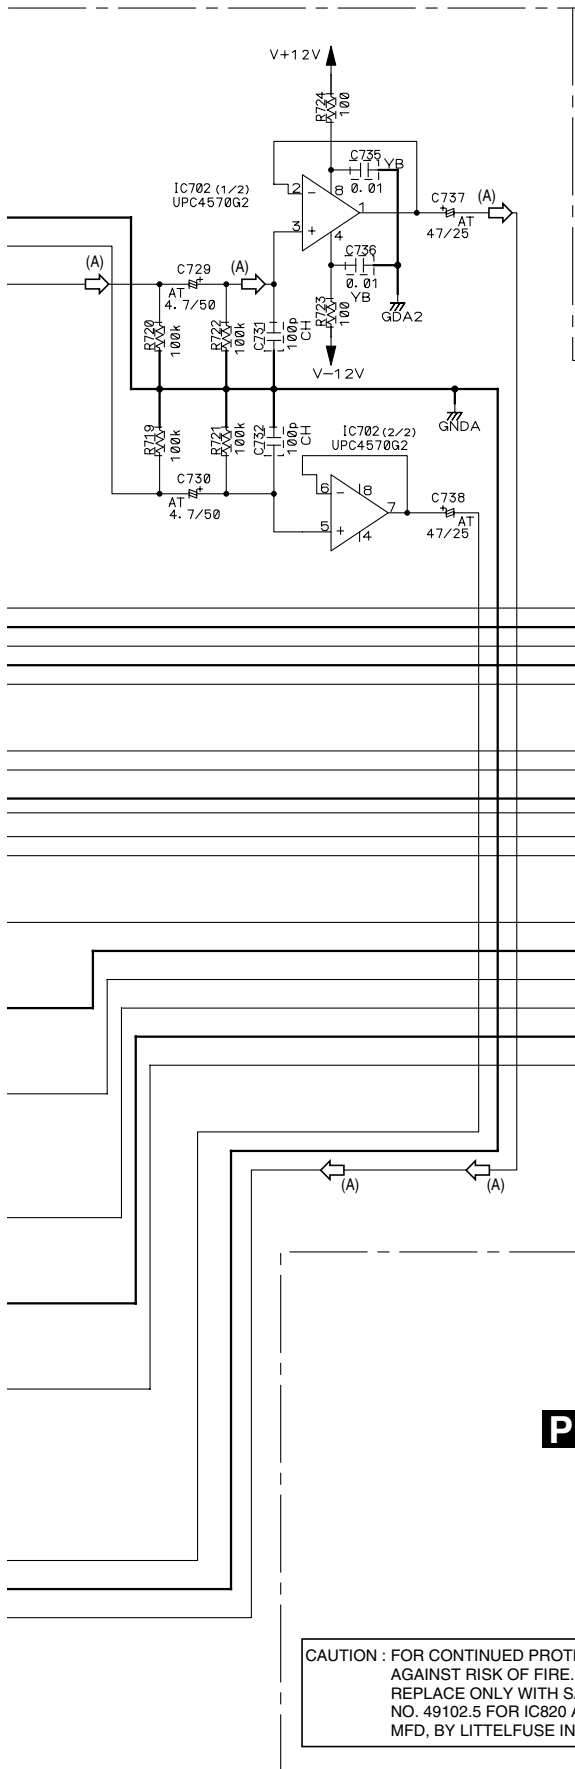 V+12V
R724
100
C735
YB
0.01
IC702 (1/2)
UPC4570G2
2
8
1
3
4
C737
(A)
AT
47/25
C736
0.01
YB
(A)
C729
(A)
AT
4.7/50
R723
100
GDA2
R720
100k
R722
100k
C731
100p
CH
V-12V
GNDA
R719
100k
R721
100k
C732
100p
CH
IC702 (2/2)
UPC4570G2
C730
AT
4.7/50
6
8
7
5
4
C738
AT
47/25
(A)
(A)
P
CAUTION : FOR CONTINUED PROT
AGAINST RISK OF FIRE.
REPLACE ONLY WITH S
NO. 49102.5 FOR IC820
MFD, BY LITTELFUSE IN